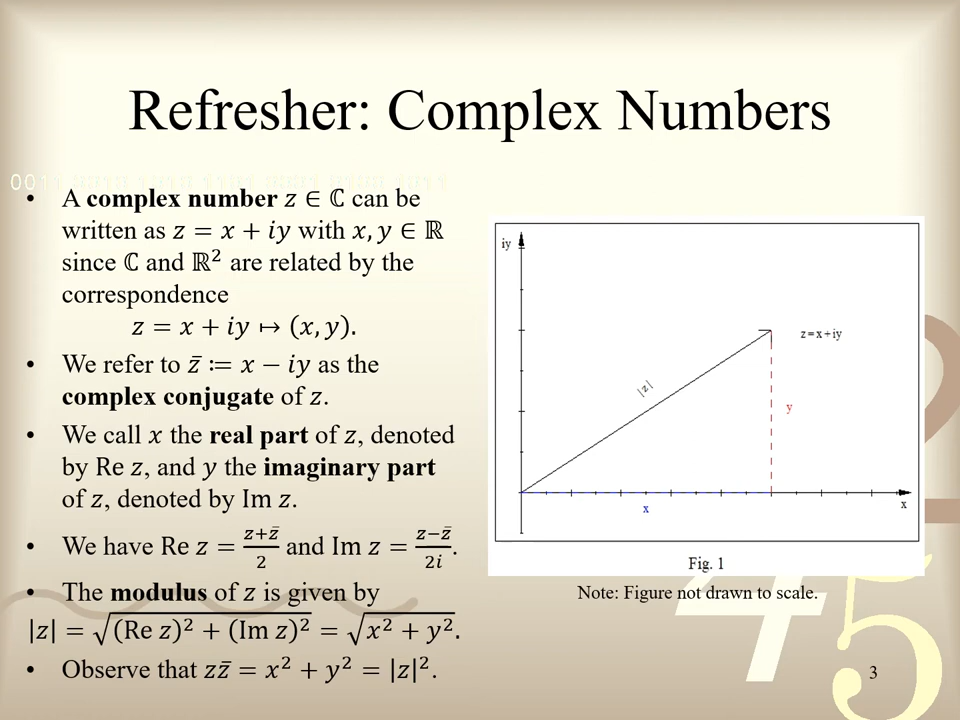 Refresher: Complex Numbers
• A complex number z ∈ ℂ can be
written as z = x + iy with x, y ∈ ℝ
since ℂ and ℝ² are related by the
correspondence
z = x + iy ↦ (x, y).
• We refer to z̄ ≔ x − iy as the
complex conjugate of z.
• We call x the real part of z, denoted
by Re z, and y the imaginary part
of z, denoted by Im z.
• We have Re z = (z+z̄)/2 and Im z = (z−z̄)/2i.
• The modulus of z is given by
|z| = √((Re z)² + (Im z)²) = √(x² + y²).
• Observe that zz̄ = x² + y² = |z|².
iy
z = x + iy
|z|
y
x
x
Fig. 1
Note: Figure not drawn to scale.
3